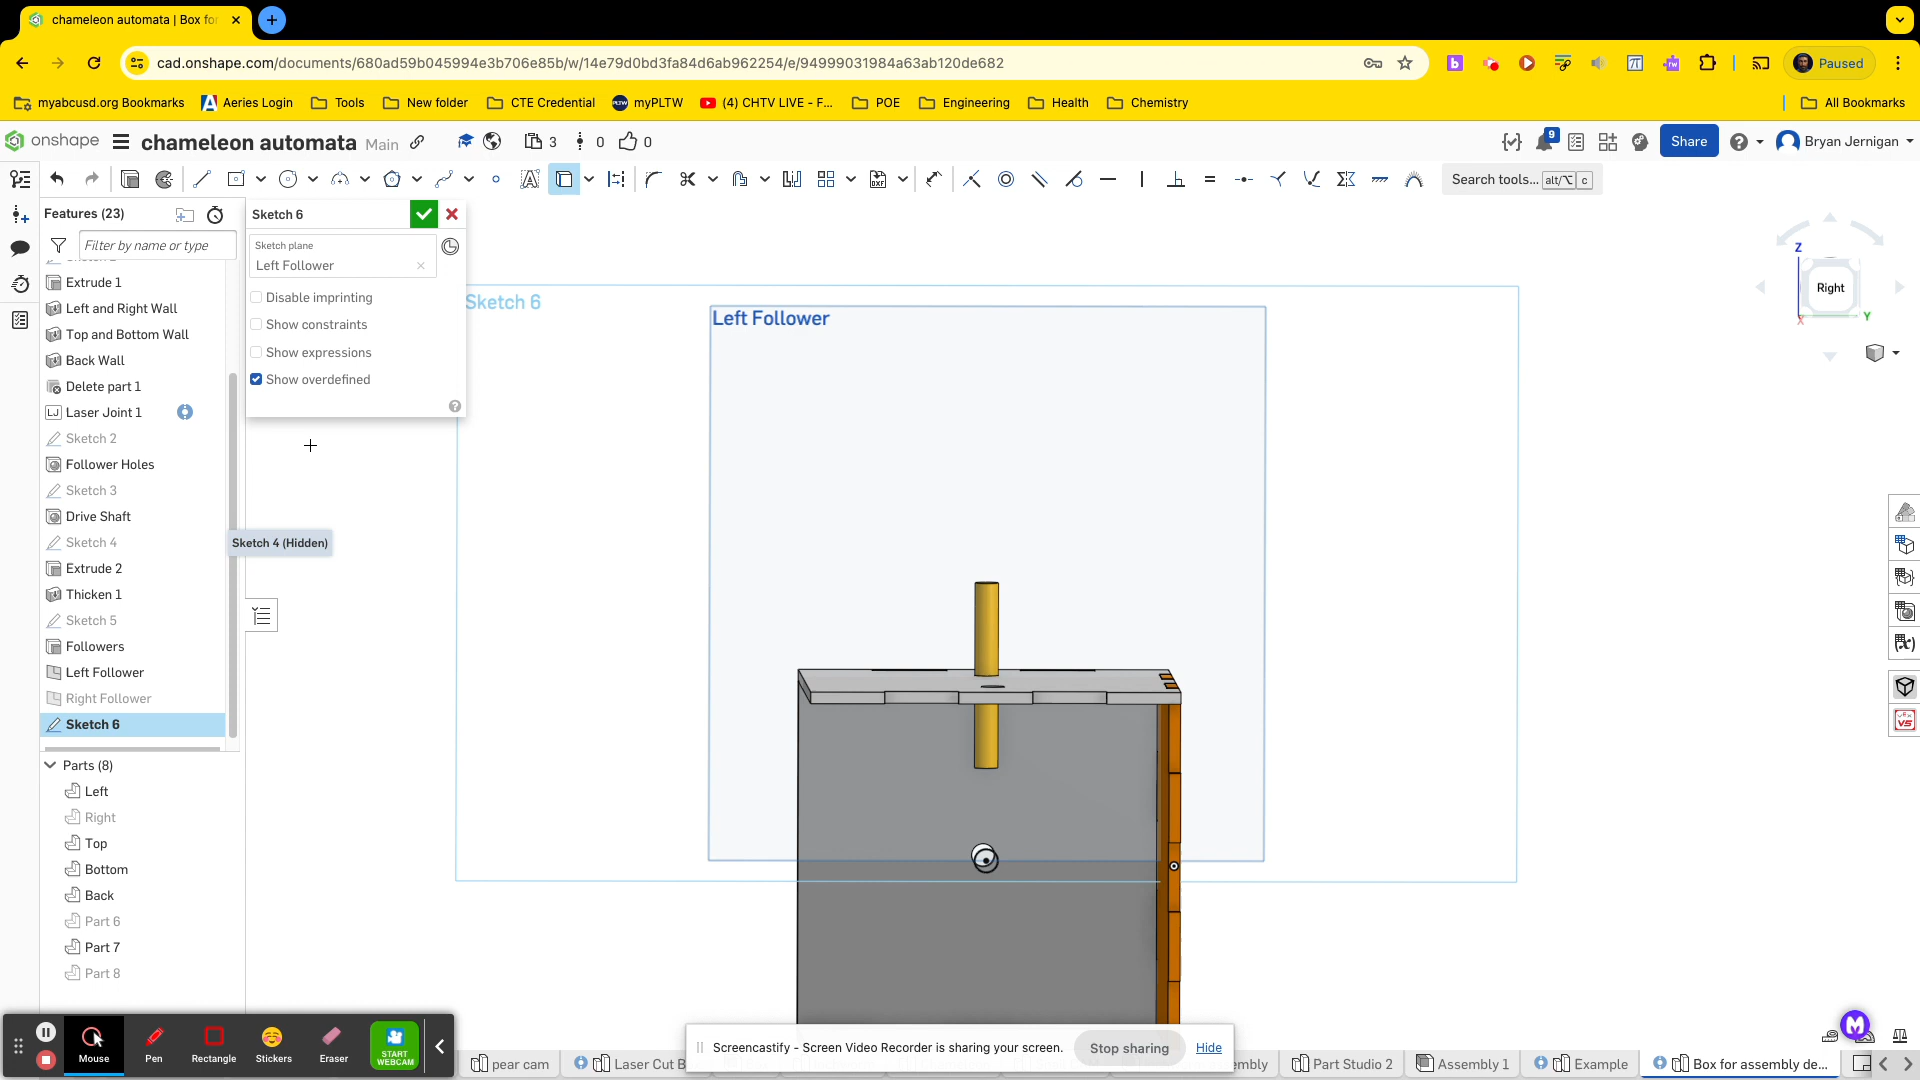 chameleon automata | Box for
cad.onshape.com/documents/680ad59b045994e3b706e85b/w/14e79d0bd3fa84d6ab962254/e/94999031984a63ab120de682
Paused
myabcusd.org Bookmarks
Aeries Login
Tools
New folder
CTE Credential
myPLTW
(4) CHTV LIVE - F...
POE
Engineering
Health
Chemistry
All Bookmarks
onshape
chameleon automata Main
3
0
0
9
Share
Bryan Jernigan
Search tools... alt/⌥ c
Features (23)
Filter by name or type
Extrude 1
Left and Right Wall
Top and Bottom Wall
Back Wall
Delete part 1
Laser Joint 1
Sketch 2
Follower Holes
Sketch 3
Drive Shaft
Sketch 4
Extrude 2
Thicken 1
Sketch 5
Followers
Left Follower
Right Follower
Sketch 6
Parts (8)
Left
Right
Top
Bottom
Back
Part 6
Part 7
Part 8
Sketch 6
Sketch plane
Left Follower
Disable imprinting
Show constraints
Show expressions
Show overdefined
Sketch 4 (Hidden)
Sketch 6
Left Follower
Z
Right
X
Y
Mouse
Pen
Rectangle
Stickers
Eraser
START WEBCAM
Screencastify - Screen Video Recorder is sharing your screen.
Stop sharing
Hide
pear cam
Laser Cut B
embly
Part Studio 2
Assembly 1
Example
Box for assembly de...